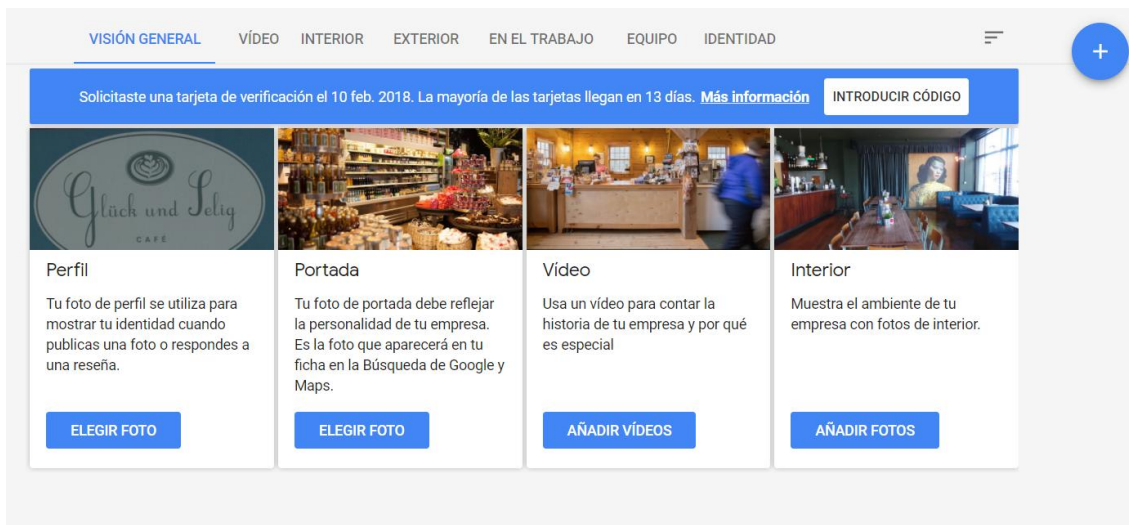 VISIÓN GENERAL VÍDEO INTERIOR EXTERIOR EN EL TRABAJO EQUIPO IDENTIDAD
+
Solicitaste una tarjeta de verificación el 10 feb. 2018. La mayoría de las tarjetas llegan en 13 días. Más información INTRODUCIR CÓDIGO
Glück und Selig
CAFÉ
Perfil
Tu foto de perfil se utiliza para
mostrar tu identidad cuando
publicas una foto o respondes a
una reseña.
ELEGIR FOTO
Portada
Tu foto de portada debe reflejar
la personalidad de tu empresa.
Es la foto que aparecerá en tu
ficha en la Búsqueda de Google y
Maps.
ELEGIR FOTO
Vídeo
Usa un vídeo para contar la
historia de tu empresa y por qué
es especial
AÑADIR VÍDEOS
Interior
Muestra el ambiente de tu
empresa con fotos de interior.
AÑADIR FOTOS